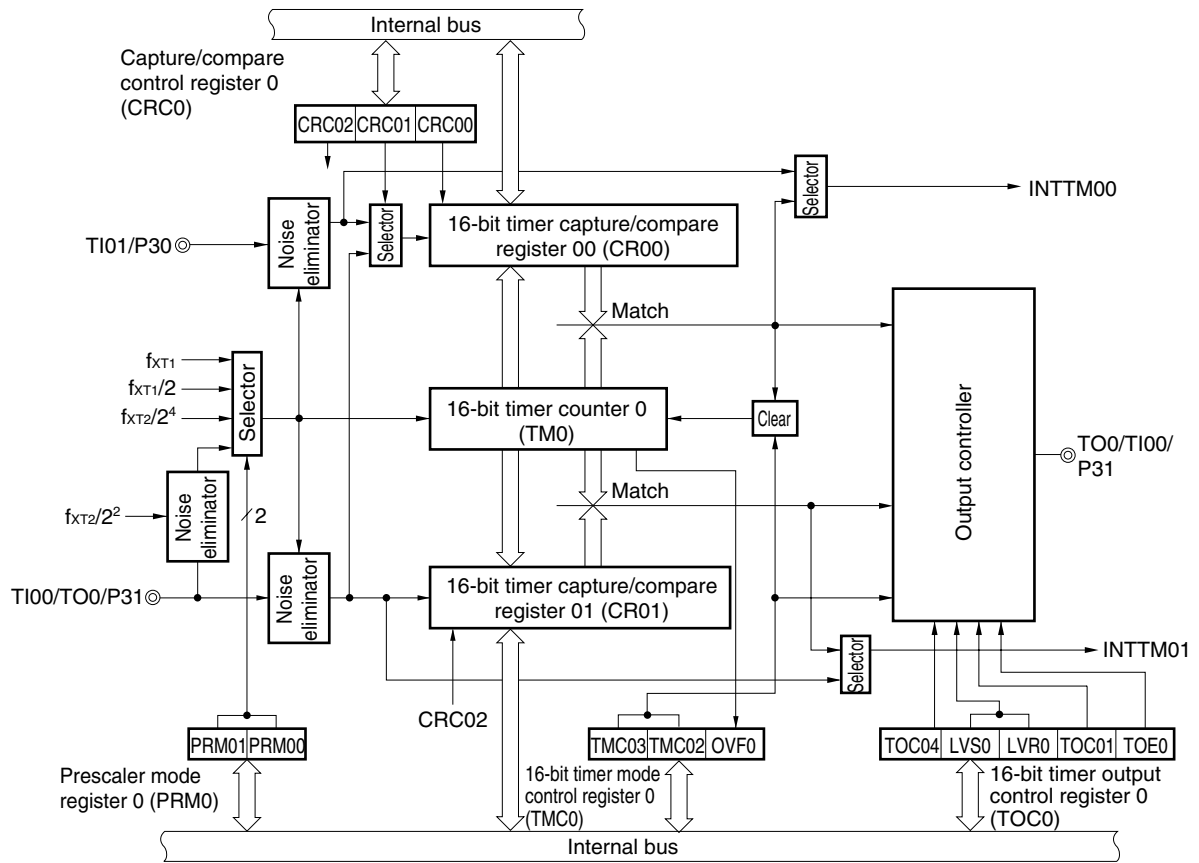 Internal bus
Capture/compare
control register 0
(CRC0)
CRC02 CRC01 CRC00
Selector
INTTM00
Noise
eliminator
Selector
16-bit timer capture/compare
register 00 (CR00)
TI01/P30
Match
fXT1
fXT1/2
fXT2/2⁴
Selector
16-bit timer counter 0
(TM0)
Clear
Output controller
TO0/TI00/
P31
Match
fXT2/2²
Noise
eliminator
2
TI00/TO0/P31
Noise
eliminator
16-bit timer capture/compare
register 01 (CR01)
Selector
INTTM01
CRC02
PRM01 PRM00
TMC03 TMC02 OVF0
TOC04 LVS0 LVR0 TOC01 TOE0
Prescaler mode
register 0 (PRM0)
16-bit timer mode
control register 0
(TMC0)
16-bit timer output
control register 0
(TOC0)
Internal bus